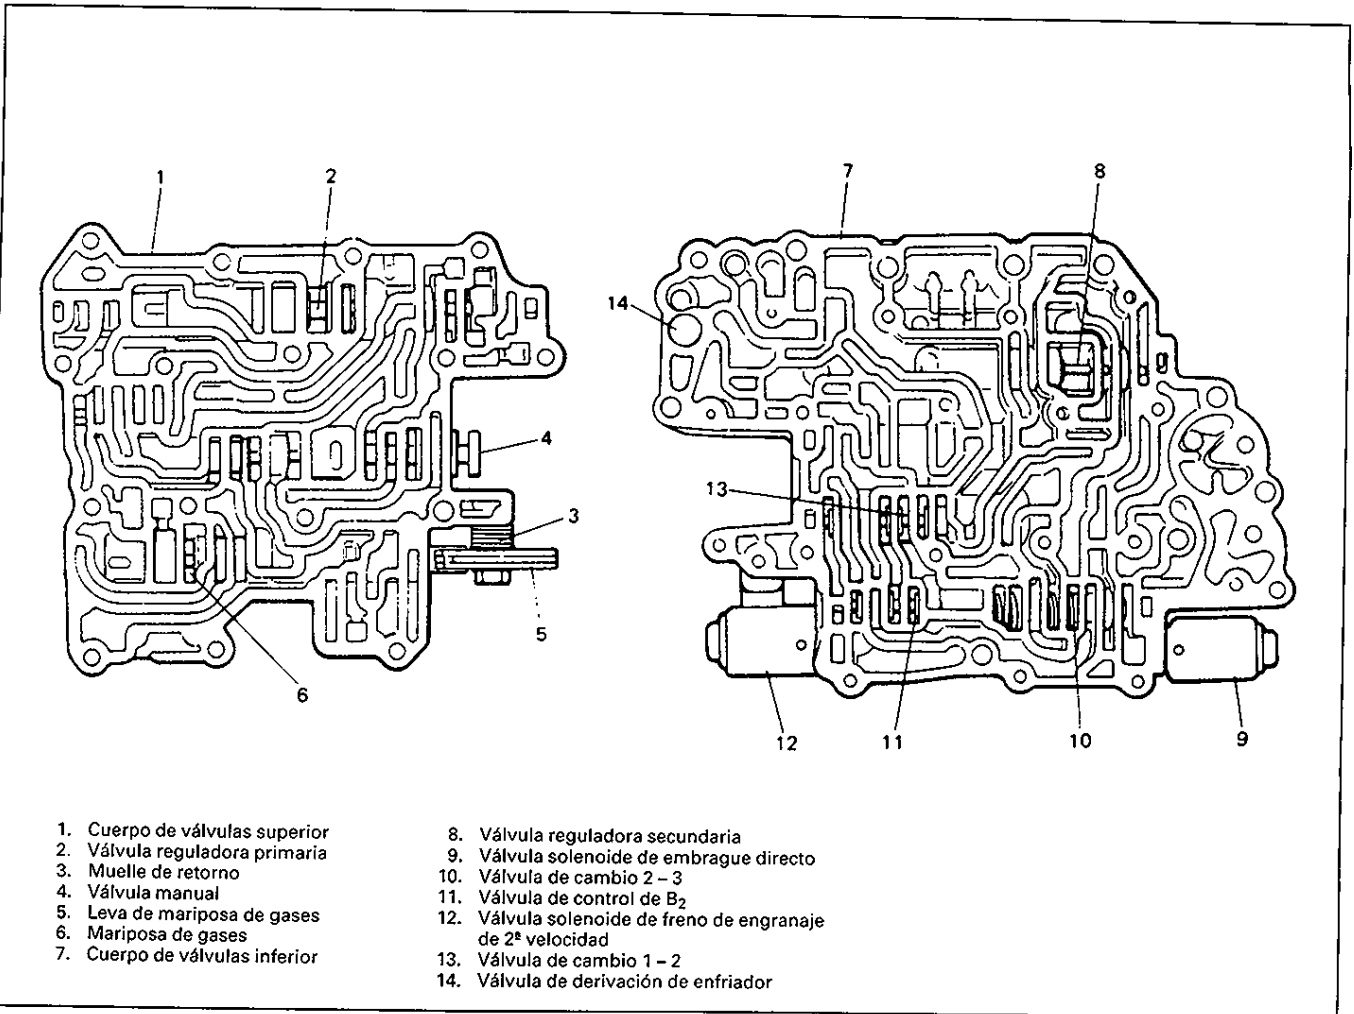 1
2
7
8
14
4
13
3
5
6
12
11
10
9
1. Cuerpo de válvulas superior
2. Válvula reguladora primaria
3. Muelle de retorno
4. Válvula manual
5. Leva de mariposa de gases
6. Mariposa de gases
7. Cuerpo de válvulas inferior
8. Válvula reguladora secundaria
9. Válvula solenoide de embrague directo
10. Válvula de cambio 2 – 3
11. Válvula de control de B₂
12. Válvula solenoide de freno de engranaje
de 2ª velocidad
13. Válvula de cambio 1 – 2
14. Válvula de derivación de enfriador